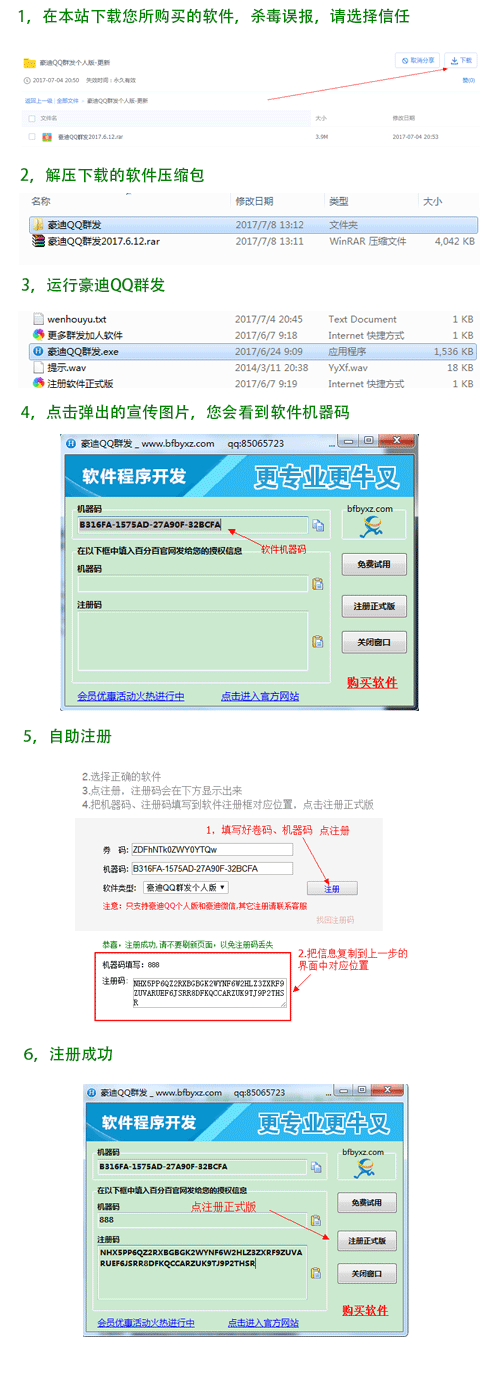 1，在本站下载您所购买的软件，杀毒误报，请选择信任
豪迪QQ群发个人版-更新
取消分享
下载
2017-07-04 20:50 失效时间：永久有效
赞(0)
返回上一级 | 全部文件 > 豪迪QQ群发个人版-更新
文件名 大小 修改日期
豪迪QQ群发2017.6.12.rar 3.9M 2017-07-04 20:53
2，解压下载的软件压缩包
名称 修改日期 类型 大小
豪迪QQ群发 2017/7/8 13:12 文件夹
豪迪QQ群发2017.6.12.rar 2017/7/8 13:11 WinRAR 压缩文件 4,042 KB
3，运行豪迪QQ群发
wenhouyu.txt 2017/7/4 20:45 Text Document 1 KB
更多群发加人软件 2017/6/7 9:18 Internet 快捷方式 1 KB
豪迪QQ群发.exe 2017/6/24 9:09 应用程序 1,536 KB
提示.wav 2014/3/11 20:38 YyXf.wav 18 KB
注册软件正式版 2017/6/7 9:19 Internet 快捷方式 1 KB
4，点击弹出的宣传图片，您会看到软件机器码
豪迪QQ群发 _ www.bfbyxz.com qq:85065723 ...
软件程序开发 更专业更牛又
机器码
B316FA-1575AD-27A90F-32BCFA
bfbyxz.com
软件机器码
在以下框中填入百分百官网发给您的授权信息
机器码
免费试用
注册码
注册正式版
关闭窗口
购买软件
会员优惠活动火热进行中 点击进入官方网站
5，自助注册
2.选择正确的软件
3.点注册，注册码会在下方显示出来
4.把机器码、注册码填写到软件注册框对应位置，点击注册正式版
1，填写好卷码、机器码 点注册
券 码: ZDFhNTk0ZWY0YTQw
机器码: B316FA-1575AD-27A90F-32BCFA
软件类型: 豪迪QQ群发个人版 注册
注意：只支持豪迪QQ个人版和豪迪微信,其它注册请联系客服
找回注册码
恭喜，注册成功,请不要刷新页面，以免注册码丢失
机器码填写：888
注册码: NHX5PP6QZ2RXBGBGK2WYNF6W2HLZ3ZXRF9
ZUVARUEF6JSRR8DFKQCCARZUK9TJ9P2THS
R
2.把信息复制到上一步的
界面中对应位置
6，注册成功
豪迪QQ群发 _ www.bfbyxz.com qq:85065723 ...
软件程序开发 更专业更牛又
机器码
B316FA-1575AD-27A90F-32BCFA
bfbyxz.com
在以下框中填入百分百官网发给您的授权信息
机器码
888
点注册正式版
免费试用
注册码
NHX5PP6QZ2RXBGBGK2WYNF6W2HLZ3ZXRF9ZUVA
RUEF6JSRR8DFKQCCARZUK9TJ9P2THSR
注册正式版
关闭窗口
购买软件
会员优惠活动火热进行中 点击进入官方网站